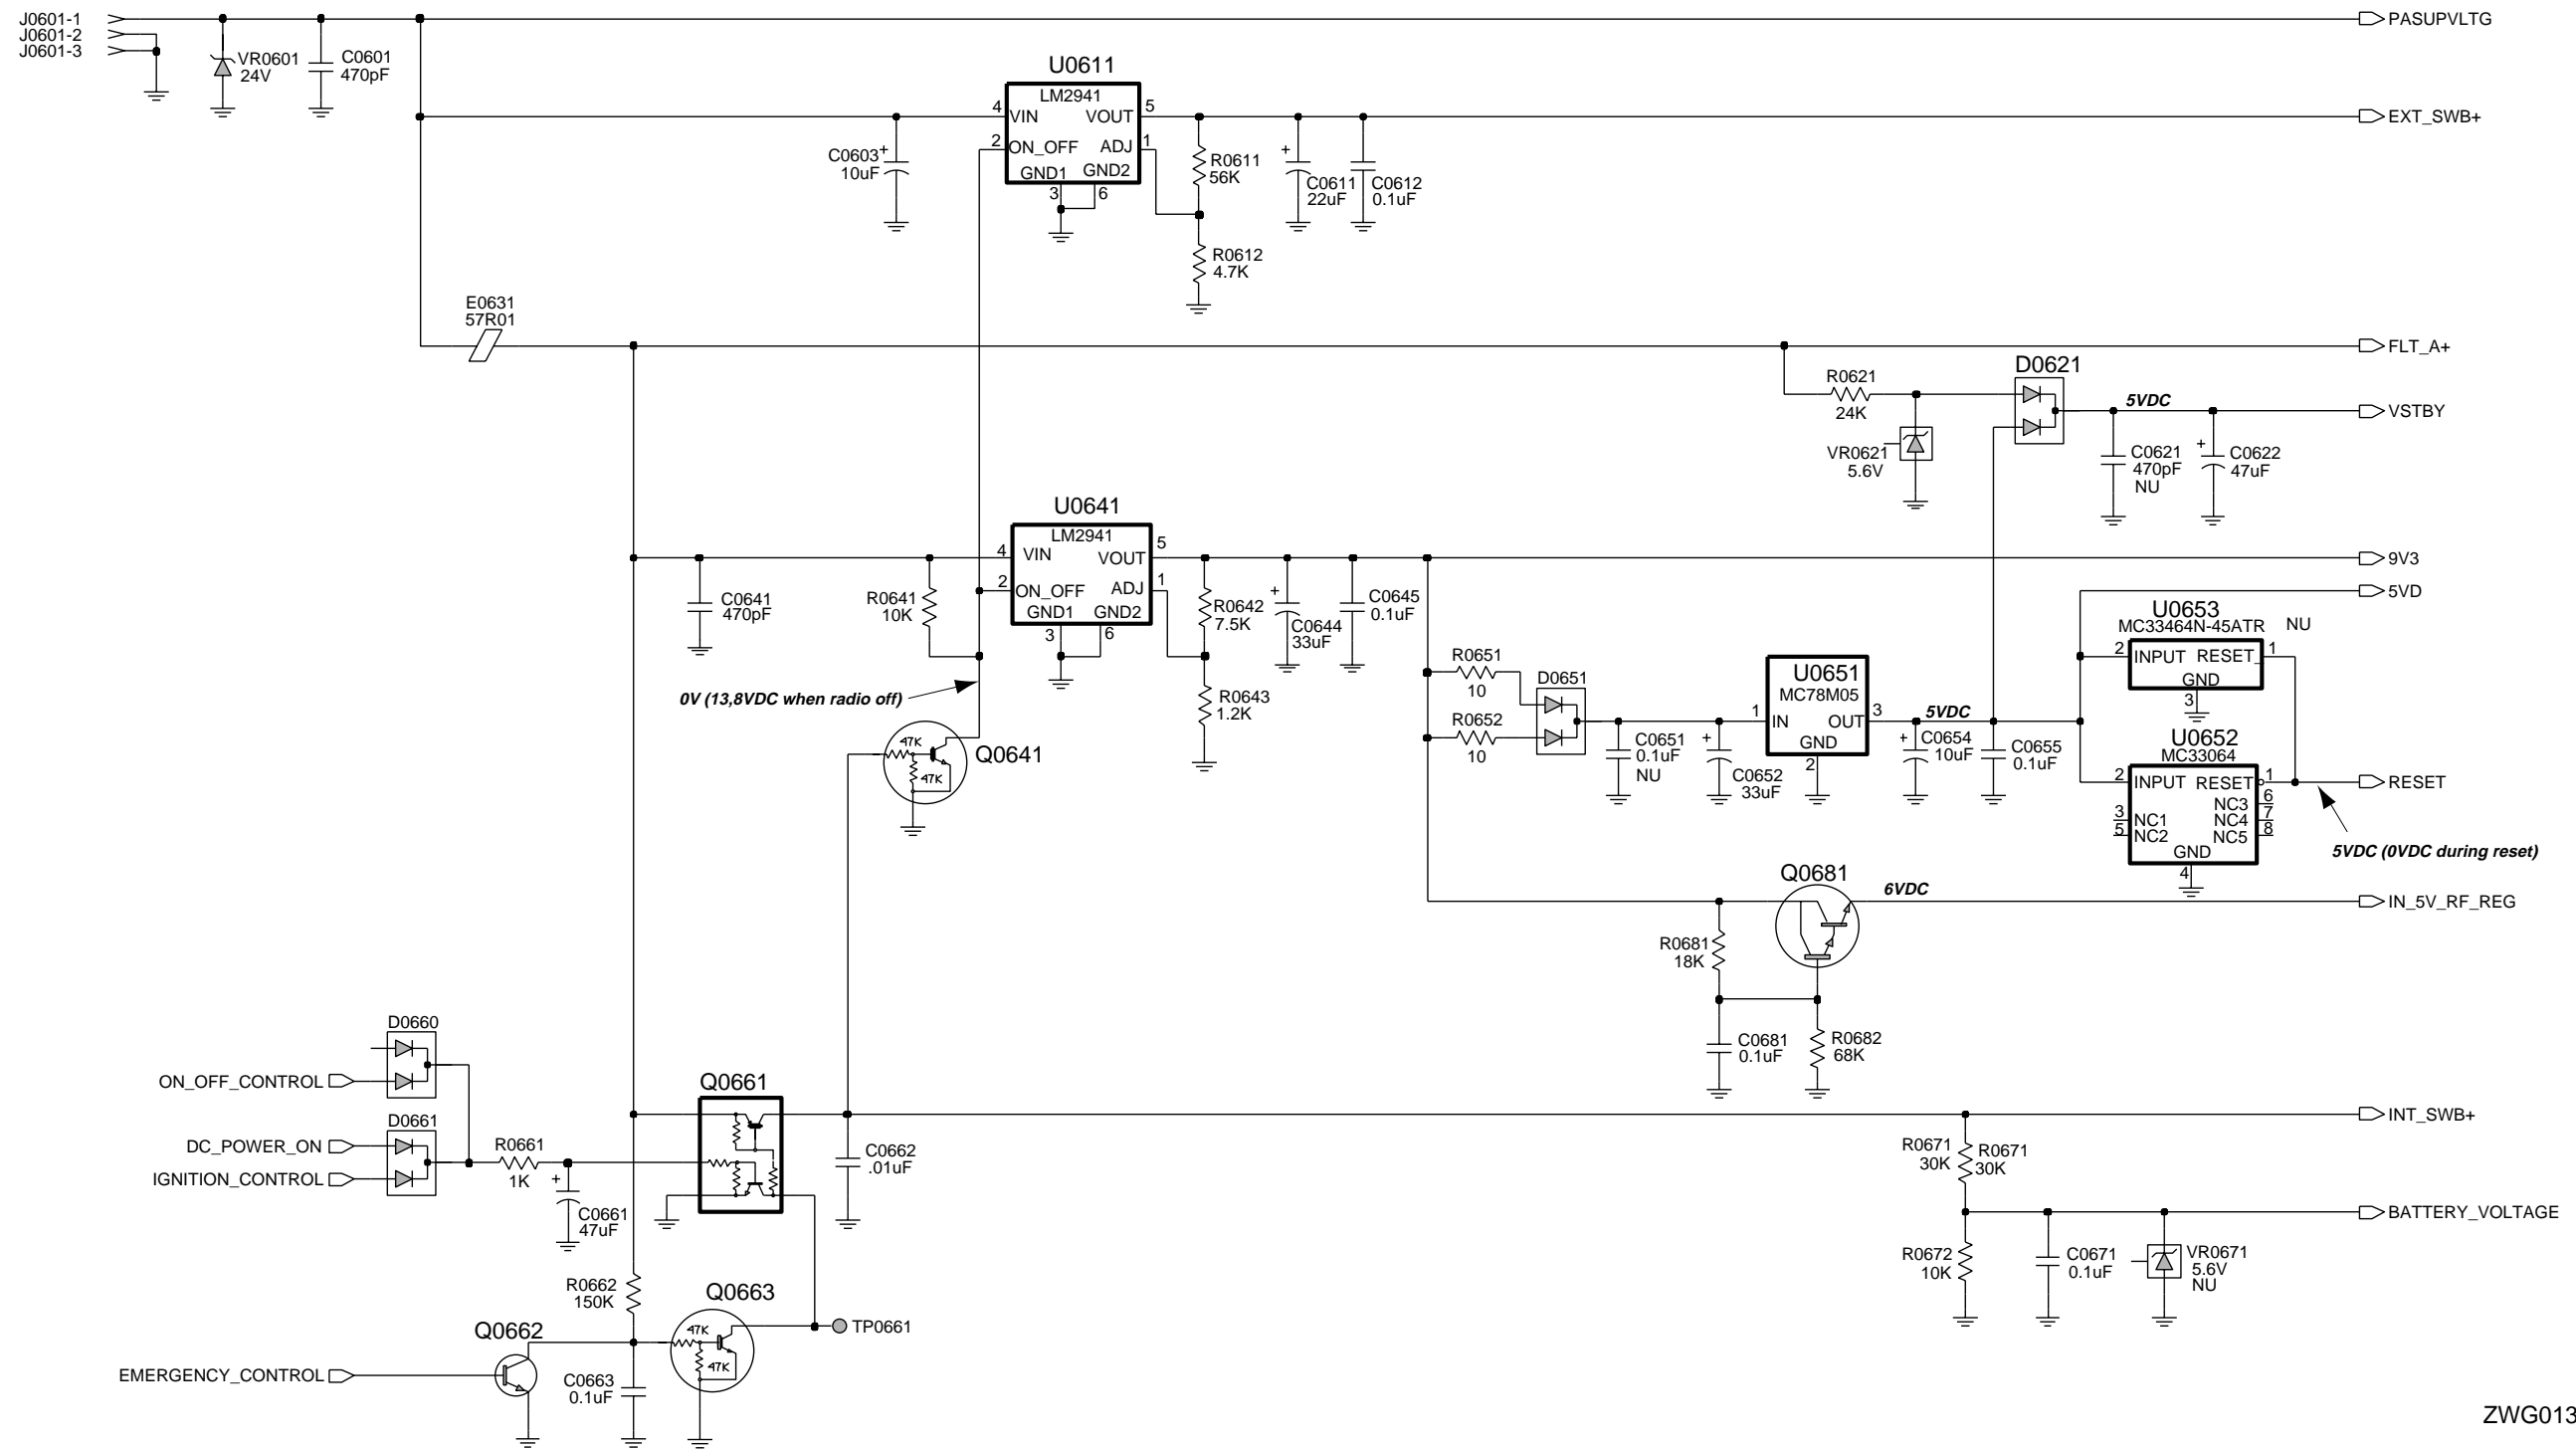 J0601-1
J0601-2
J0601-3
PASUPVLTG
VR0601
24V
C0601
470pF
U0611
LM2941
4
VIN
VOUT
5
2
ON_OFF
ADJ
1
GND1
GND2
3
6
EXT_SWB+
C0603
+
10uF
R0611
56K
+
C0611
22uF
C0612
0.1uF
R0612
4.7K
E0631
57R01
FLT_A+
D0621
R0621
24K
5VDC
VSTBY
VR0621
5.6V
C0621
470pF
NU
+
C0622
47uF
U0641
LM2941
4
VIN
VOUT
5
2
ON_OFF
ADJ
1
GND1
GND2
3
6
9V3
C0641
470pF
R0641
10K
R0642
7.5K
+
C0644
33uF
C0645
0.1uF
5VD
U0653
MC33464N-45ATR
NU
2
INPUT
RESET_
1
GND
3
0V (13,8VDC when radio off)
R0643
1.2K
R0651
10
D0651
R0652
10
U0651
MC78M05
1
IN
OUT
3
GND
2
5VDC
C0651
0.1uF
NU
+
C0652
33uF
+
C0654
10uF
C0655
0.1uF
U0652
MC33064
2
INPUT
RESET
1
RESET
NC3
6
3
NC1
NC4
7
5
NC2
NC5
8
GND
4
5VDC (0VDC during reset)
47K
47K
Q0641
Q0681
6VDC
IN_5V_RF_REG
R0681
18K
C0681
0.1uF
R0682
68K
D0660
ON_OFF_CONTROL
D0661
DC_POWER_ON
IGNITION_CONTROL
R0661
1K
+
C0661
47uF
Q0661
C0662
.01uF
INT_SWB+
R0671
30K
R0671
30K
BATTERY_VOLTAGE
R0672
10K
C0671
0.1uF
VR0671
5.6V
NU
R0662
150K
Q0663
47K
47K
TP0661
Q0662
EMERGENCY_CONTROL
C0663
0.1uF